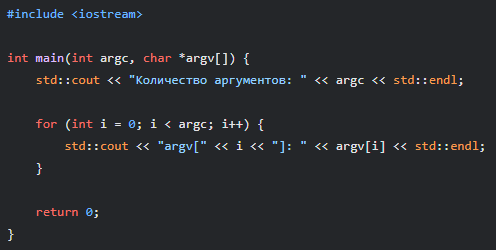 #include <iostream>
int main(int argc, char *argv[]) {
    std::cout << "Количество аргументов: " << argc << std::endl;
    for (int i = 0; i < argc; i++) {
        std::cout << "argv[" << i << "]: " << argv[i] << std::endl;
    }
    return 0;
}